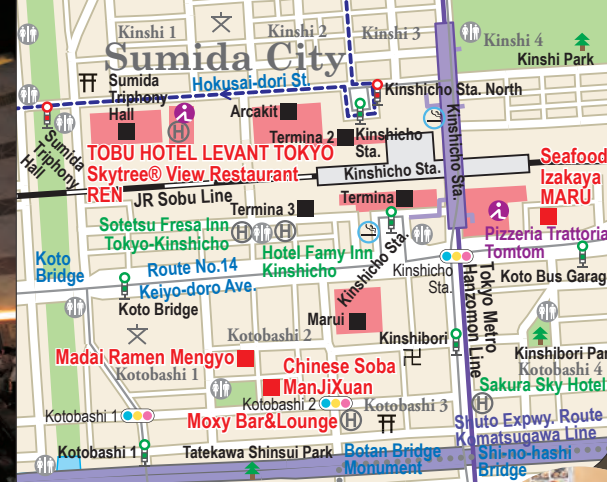 Kinshi 1
Kinshi 2
Kinshi 3
Kinshi 4
Sumida City
Kinshi Park
Sumida
Triphony
Hall
Hokusai-dori St.
Kinshicho Sta. North
Arcakit
Termina 2
Kinshicho
Sta.
Kinshicho Sta.
Sumida
Triphony
Hall
TOBU HOTEL LEVANT TOKYO
Skytree® View Restaurant
REN
Kinshicho Sta.
Seafood
Izakaya
MARU
JR Sobu Line
Termina
Termina 3
Sotetsu Fresa Inn
Tokyo-Kinshicho
Pizzeria Trattoria
Tomtom
Koto
Bridge
Route No.14
Keiyo-doro Ave.
Hotel Famy Inn
Kinshicho
Kinshicho Sta.
Kinshicho
Sta.
Koto Bus Garag
Koto Bridge
Tokyo Metro
Hanzomon Line
Marui
Kotobashi 2
Kinshibori
Kinshibori Par
Madai Ramen Mengyo
Kotobashi 1
Chinese Soba
ManJiXuan
Kotobashi 4
Sakura Sky Hotel
Kotobashi 1
Kotobashi 2
Kotobashi 3
Moxy Bar&Lounge
Shuto Expwy. Route
Komatsugawa Line
Kotobashi 1
Tatekawa Shinsui Park
Botan Bridge
Monument
Shi-no-hashi
Bridge